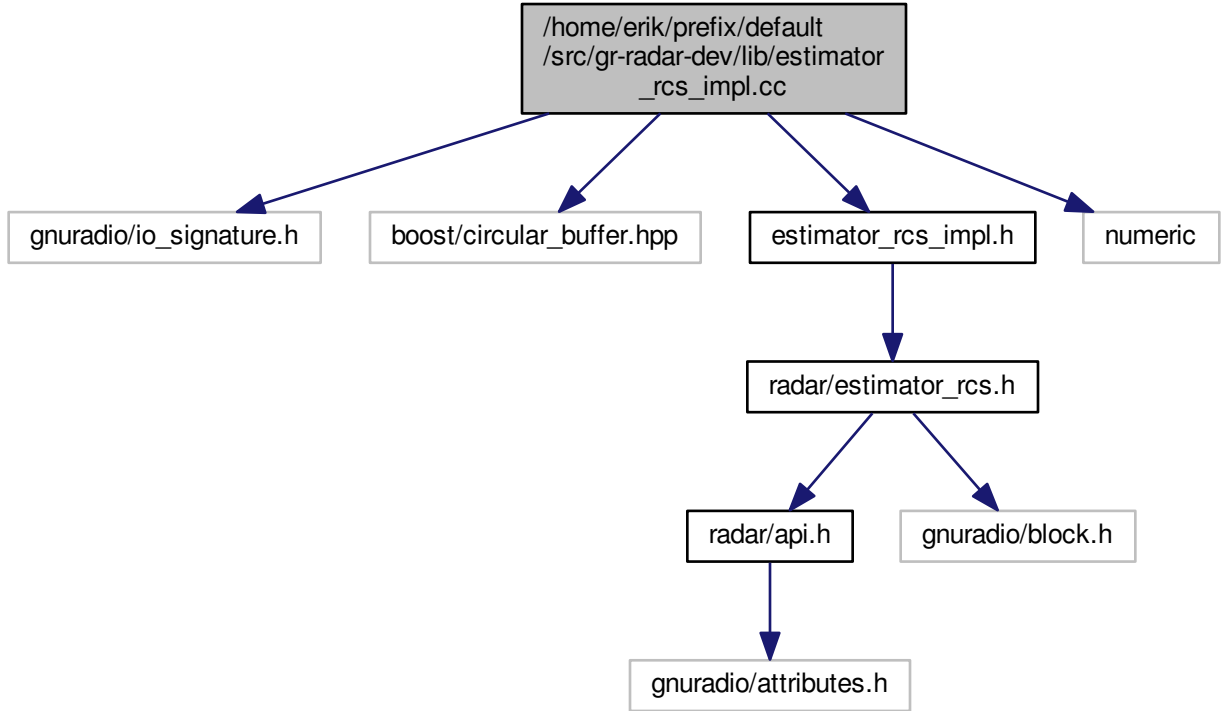 /home/erik/prefix/default
/src/gr-radar-dev/lib/estimator
_rcs_impl.cc
gnuradio/io_signature.h
boost/circular_buffer.hpp
estimator_rcs_impl.h
numeric
radar/estimator_rcs.h
radar/api.h
gnuradio/block.h
gnuradio/attributes.h